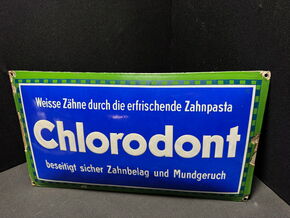 Weisse Zähne durch die erfrischende Zahnpasta
Chlorodont
beseitigt sicher Zahnbelag und Mundgeruch